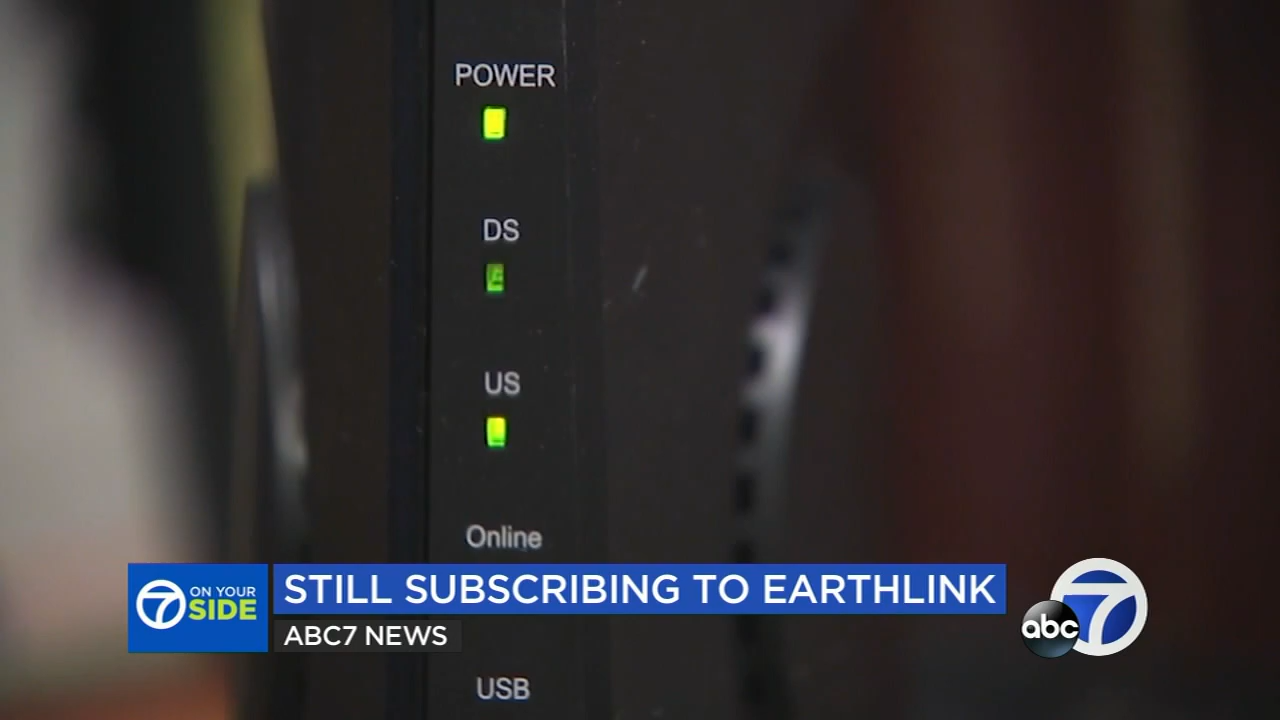 POWER
DS
US
Online
7 ON YOUR SIDE
STILL SUBSCRIBING TO EARTHLINK
ABC7 NEWS
abc 7
USB